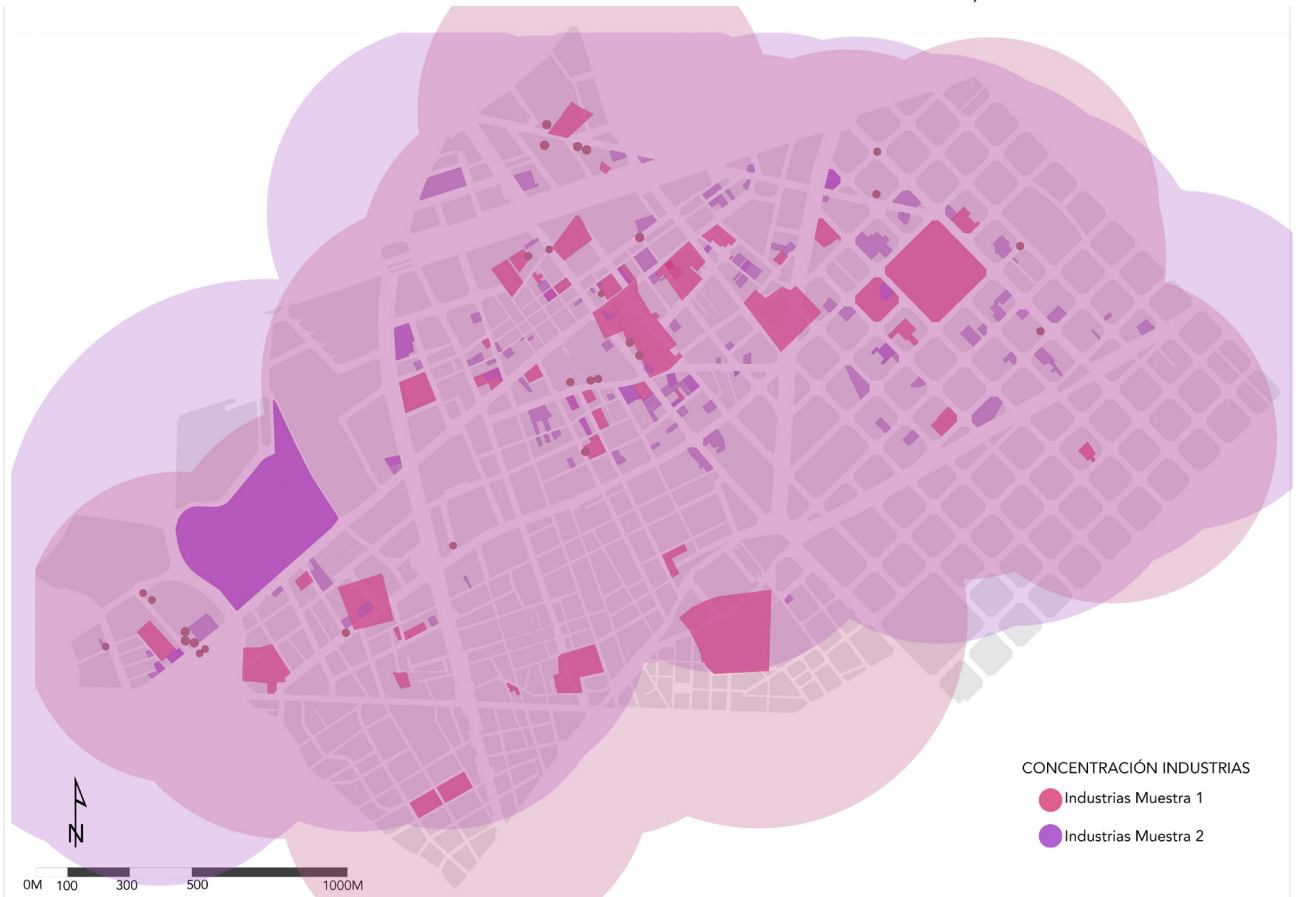 CONCENTRACIÓN INDUSTRIAS
Industrias Muestra 1
Industrias Muestra 2
N
0M 100 300 500 1000M